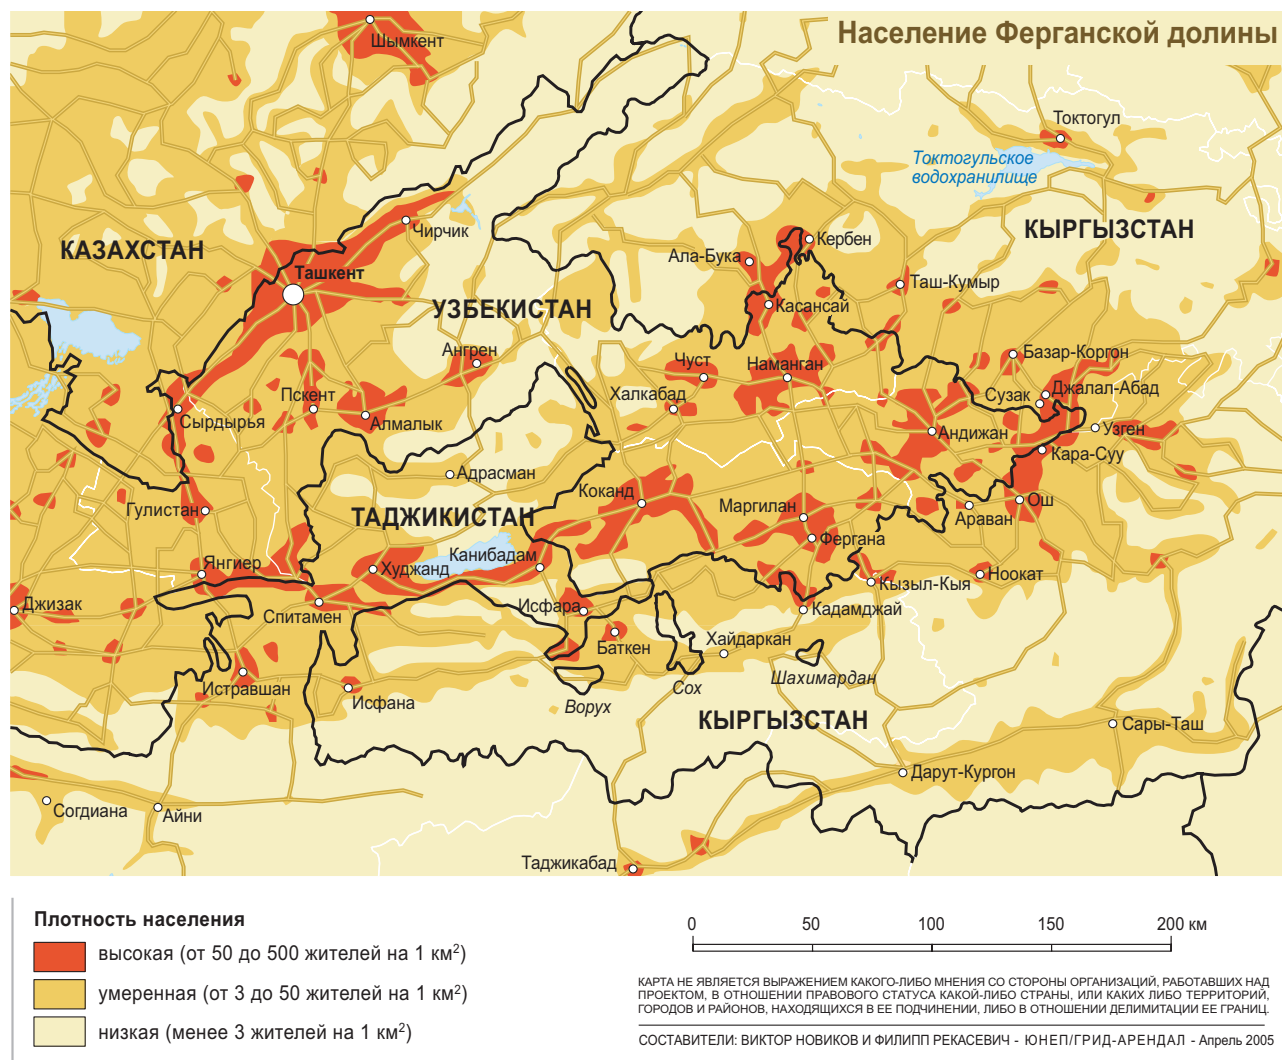 Население Ферганской долины
Шымкент
Токтогул
Токтогульское
водохранилище
КЫРГЫЗСТАН
Чирчик
КАЗАХСТАН
Ташкент
Кербен
Ала-Бука
Таш-Кумыр
УЗБЕКИСТАН
Касансай
Ангрен
Чуст
Наманган
Базар-Коргон
Джалал-Абад
Сузак
Пскент
Халкабад
Сырдырья
Алмалык
Андижан
Узген
Кара-Суу
Адрасман
Коканд
Гулистан
ТАДЖИКИСТАН
Маргилан
Араван
Ош
Фергана
Канибадам
Янгиер
Худжанд
Кызыл-Кыя
Ноокат
Джизак
Спитамен
Исфара
Кадамджай
Баткен
Хайдаркан
Шахимардан
Истравшан
Исфана
Ворух
Сох
КЫРГЫЗСТАН
Сары-Таш
Дарут-Кургон
Согдиана
Айни
Таджикабад
Плотность населения
высокая (от 50 до 500 жителей на 1 км²)
умеренная (от 3 до 50 жителей на 1 км²)
низкая (менее 3 жителей на 1 км²)
0 50 100 150 200 км
КАРТА НЕ ЯВЛЯЕТСЯ ВЫРАЖЕНИЕМ КАКОГО-ЛИБО МНЕНИЯ СО СТОРОНЫ ОРГАНИЗАЦИЙ, РАБОТАВШИХ НАД
ПРОЕКТОМ, В ОТНОШЕНИИ ПРАВОВОГО СТАТУСА КАКОЙ-ЛИБО СТРАНЫ, ИЛИ КАКИХ ЛИБО ТЕРРИТОРИЙ,
ГОРОДОВ И РАЙОНОВ, НАХОДЯЩИХСЯ В ЕЕ ПОДЧИНЕНИИ, ЛИБО В ОТНОШЕНИИ ДЕЛИМИТАЦИИ ЕЕ ГРАНИЦ.
СОСТАВИТЕЛИ: ВИКТОР НОВИКОВ И ФИЛИПП РЕКАСЕВИЧ - ЮНЕП/ГРИД-АРЕНДАЛ - Апрель 2005